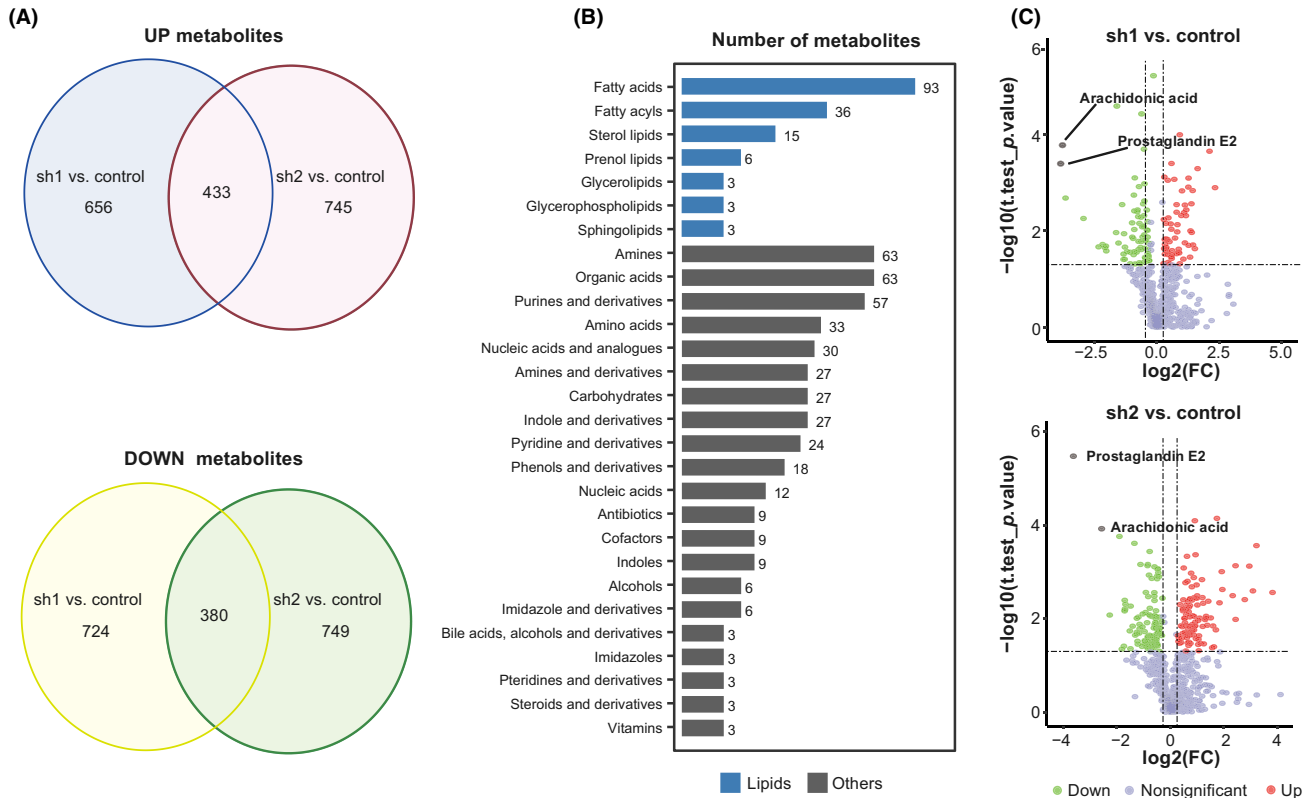 (A)
UP metabolites
sh1 vs. control
656
433
sh2 vs. control
745
DOWN metabolites
sh1 vs. control
724
380
sh2 vs. control
749
(B)
Number of metabolites
Fatty acids 93
Fatty acyls 36
Sterol lipids 15
Prenol lipids 6
Glycerolipids 3
Glycerophospholipids 3
Sphingolipids 3
Amines 63
Organic acids 63
Purines and derivatives 57
Amino acids 33
Nucleic acids and analogues 30
Amines and derivatives 27
Carbohydrates 27
Indole and derivatives 27
Pyridine and derivatives 24
Phenols and derivatives 18
Nucleic acids 12
Antibiotics 9
Cofactors 9
Indoles 9
Alcohols 6
Imidazole and derivatives 6
Bile acids, alcohols and derivatives 3
Imidazoles 3
Pteridines and derivatives 3
Steroids and derivatives 3
Vitamins 3
Lipids Others
(C)
sh1 vs. control
−log10(t.test_p.value)
6
4
2
0
Arachidonic acid
Prostaglandin E2
−2.5 0.0 2.5 5.0
log2(FC)
sh2 vs. control
−log10(t.test_p.value)
6
4
2
0
Prostaglandin E2
Arachidonic acid
−4 −2 0 2 4
log2(FC)
Down Nonsignificant Up